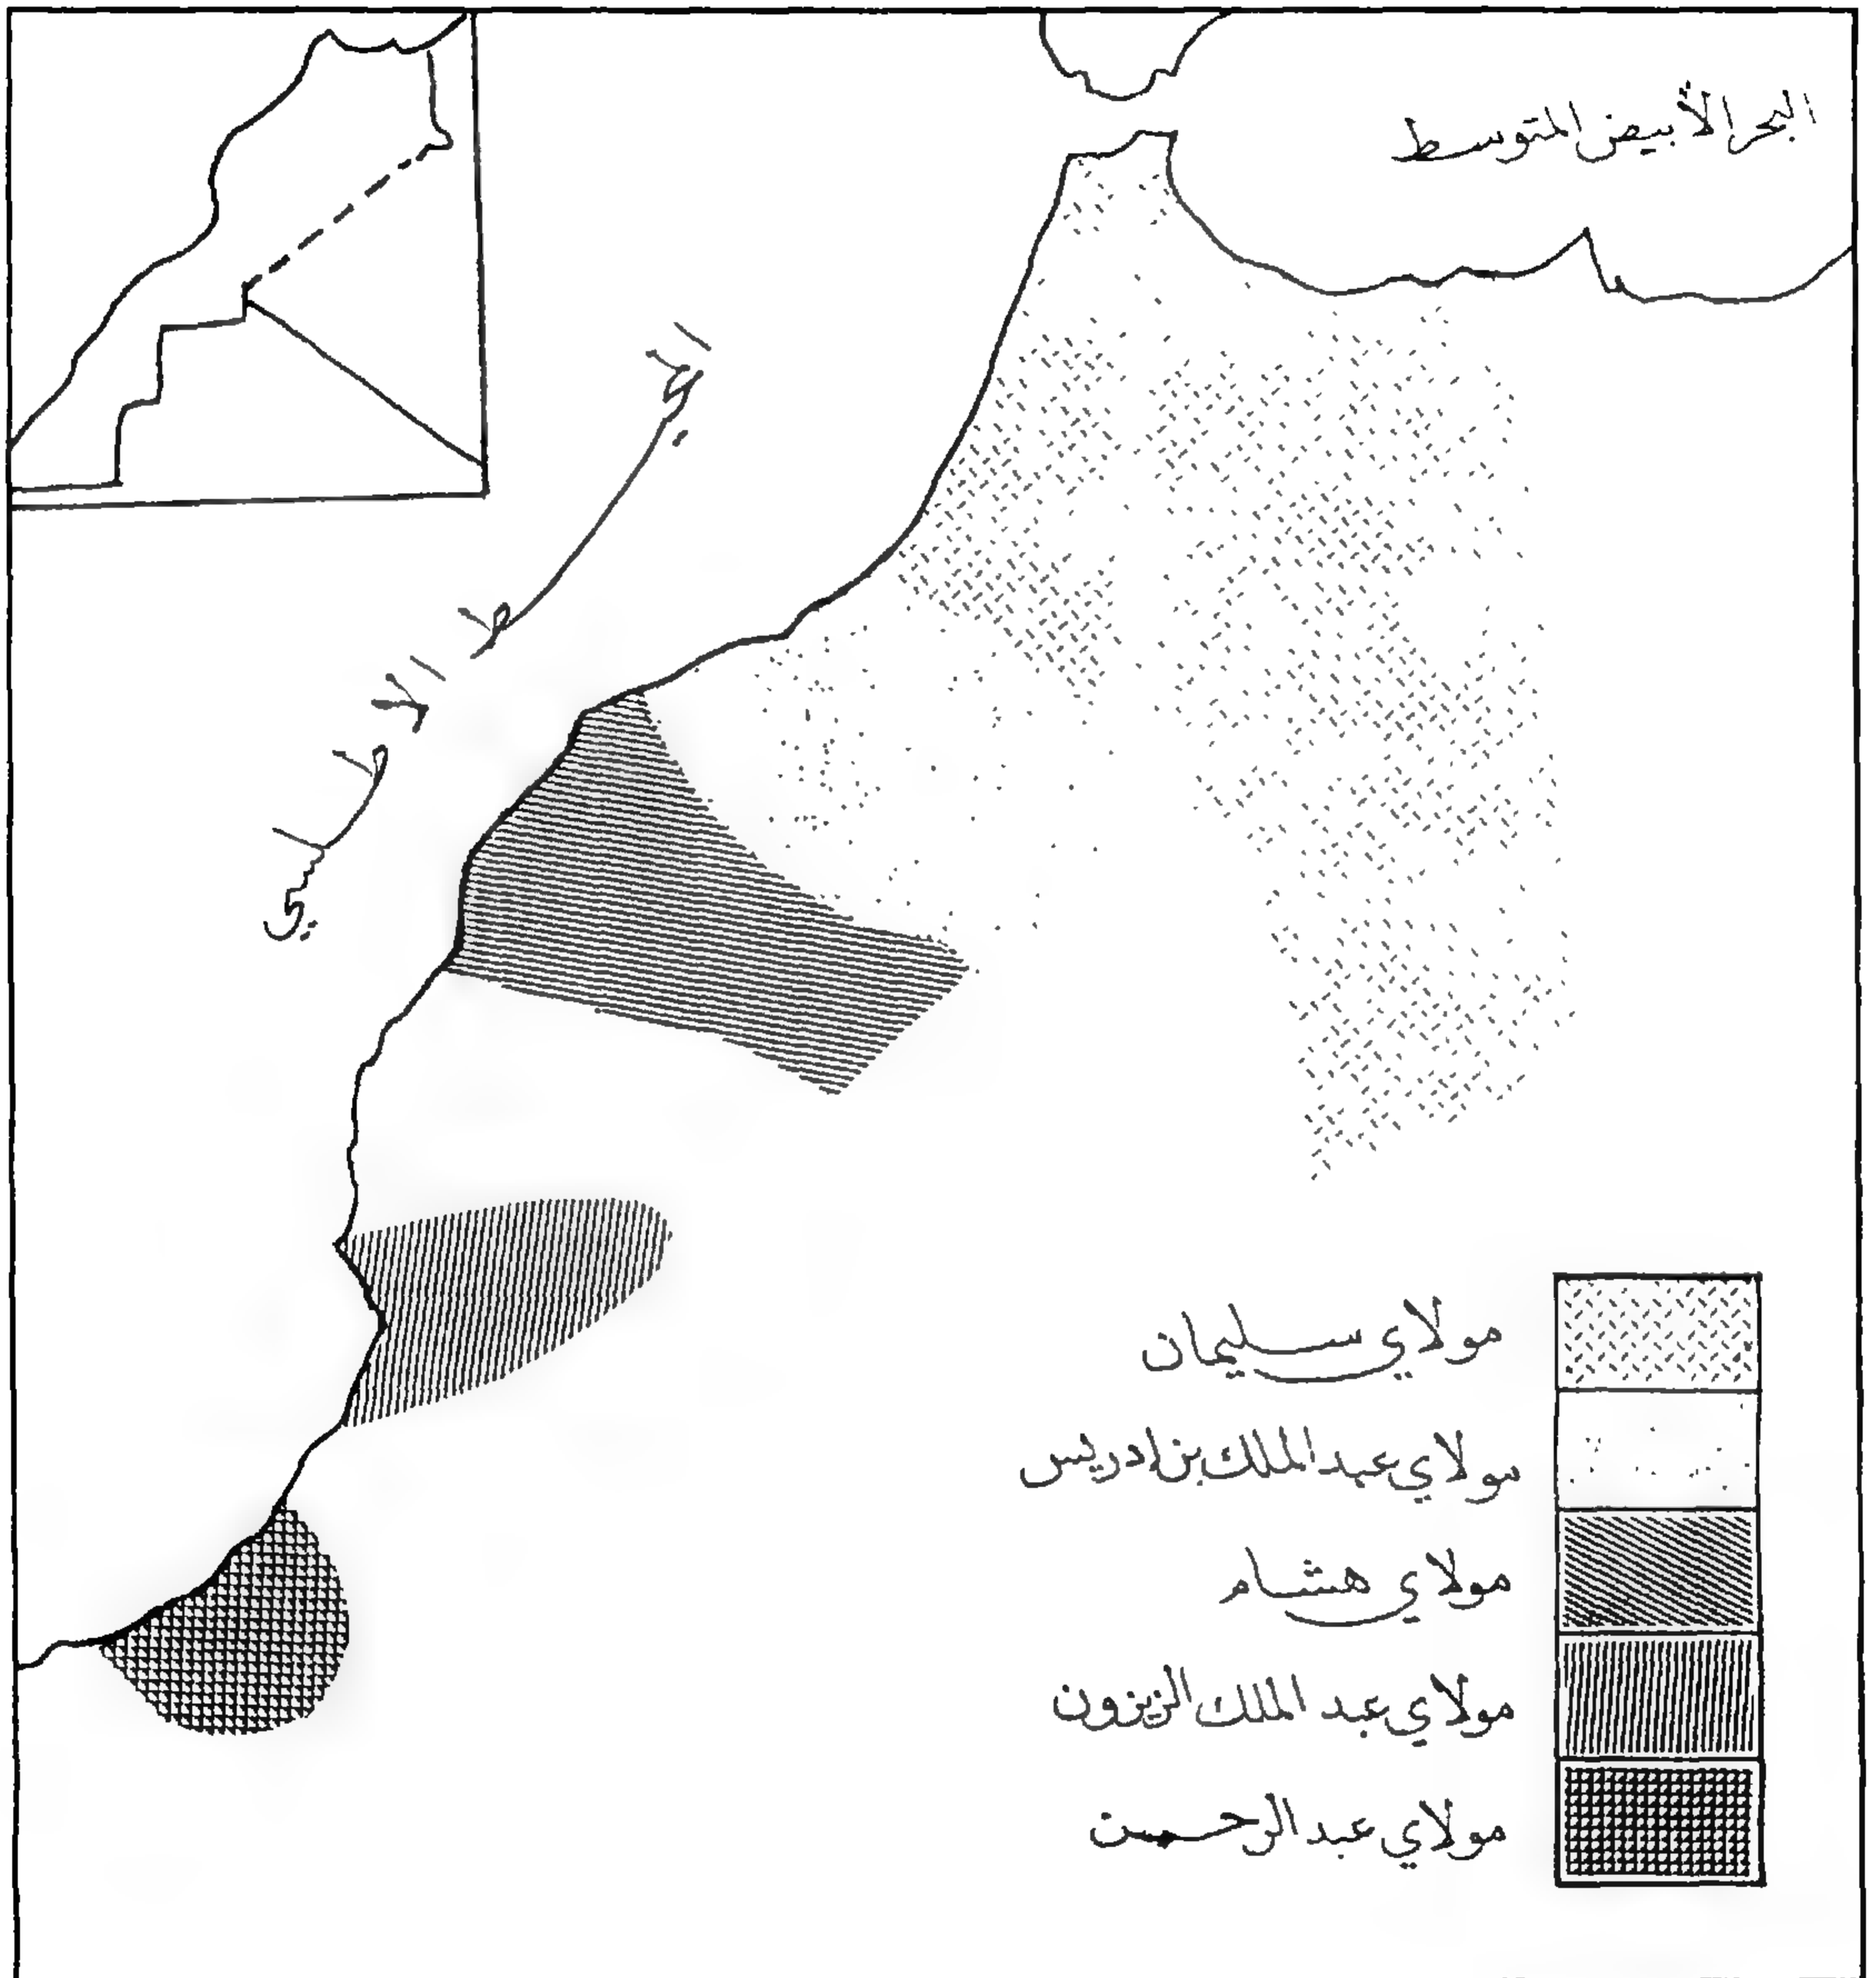 البحر الأبيض المتوسط
المحيط الأطلسي
مولاي سليمان
مولاي عبد الملك بن إدريس
مولاي هشام
مولاي عبد الملك الزيزون
مولاي عبد الرحمن